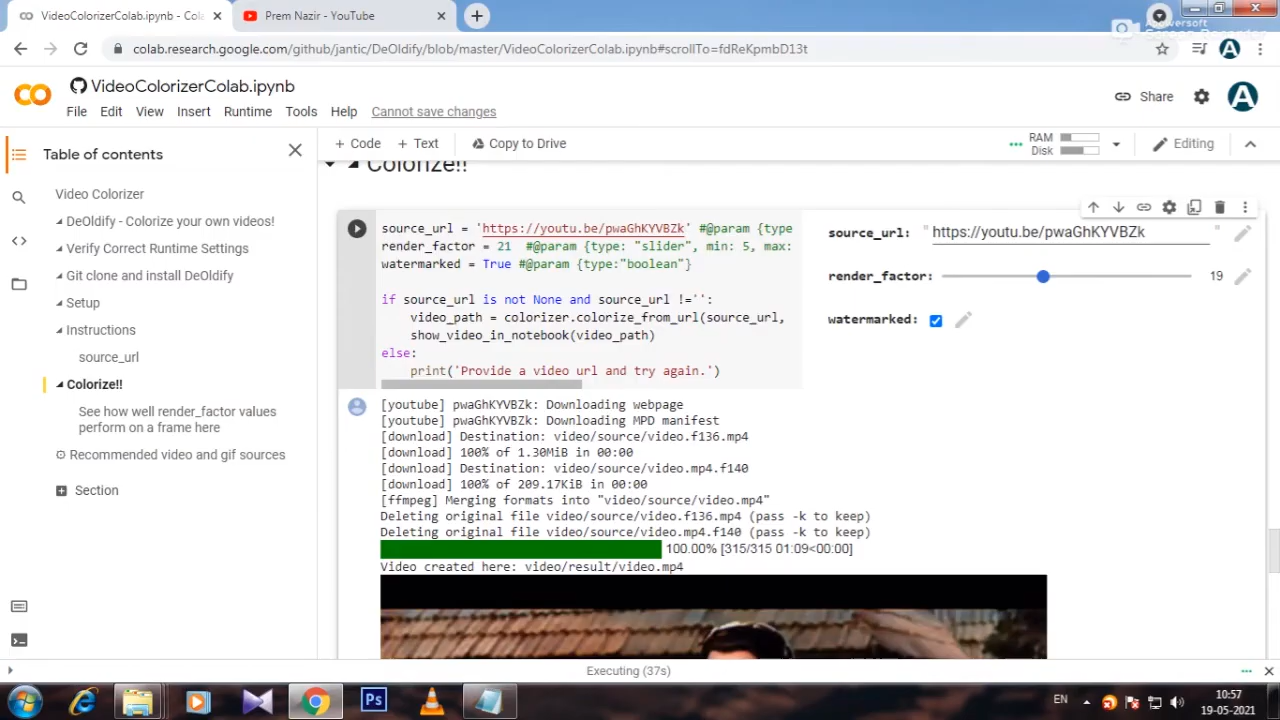 VideoColorizerColab.ipynb - Cola
Prem Nazir - YouTube
Apowersoft
Screen Recorder
colab.research.google.com/github/jantic/DeOldify/blob/master/VideoColorizerColab.ipynb#scrollTo=fdReKpmbD13t
A
VideoColorizerColab.ipynb
File Edit View Insert Runtime Tools Help Cannot save changes
Share
A
Table of contents
+ Code + Text Copy to Drive
RAM
Disk
Editing
Video Colorizer
DeOldify - Colorize your own videos!
Verify Correct Runtime Settings
Git clone and install DeOldify
Setup
Instructions
source_url
Colorize!!
See how well render_factor values
perform on a frame here
Recommended video and gif sources
Section
Colorize!!
source_url = 'https://youtu.be/pwaGhKYVBZk' #@param {type
render_factor = 21 #@param {type: "slider", min: 5, max:
watermarked = True #@param {type:"boolean"}
if source_url is not None and source_url !='':
video_path = colorizer.colorize_from_url(source_url,
show_video_in_notebook(video_path)
else:
print('Provide a video url and try again.')
source_url: " https://youtu.be/pwaGhKYVBZk "
render_factor: 19
watermarked:
[youtube] pwaGhKYVBZk: Downloading webpage
[youtube] pwaGhKYVBZk: Downloading MPD manifest
[download] Destination: video/source/video.f136.mp4
[download] 100% of 1.30MiB in 00:00
[download] Destination: video/source/video.mp4.f140
[download] 100% of 209.17KiB in 00:00
[ffmpeg] Merging formats into "video/source/video.mp4"
Deleting original file video/source/video.f136.mp4 (pass -k to keep)
Deleting original file video/source/video.mp4.f140 (pass -k to keep)
100.00% [315/315 01:09<00:00]
Video created here: video/result/video.mp4
Executing (37s)
Ps
EN
10:57
19-05-2021